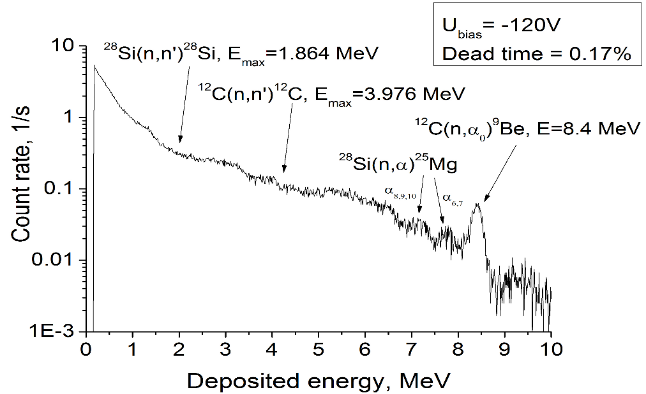 U_bias= -120V
Dead time = 0.17%
²⁸Si(n,n')²⁸Si, E_max=1.864 MeV
¹²C(n,n')¹²C, E_max=3.976 MeV
¹²C(n,α₀)⁹Be, E=8.4 MeV
²⁸Si(n,α)²⁵Mg
α_8,9,10
α_6,7
Count rate, 1/s
10
1
0.1
0.01
1E-3
0 1 2 3 4 5 6 7 8 9 10
Deposited energy, MeV